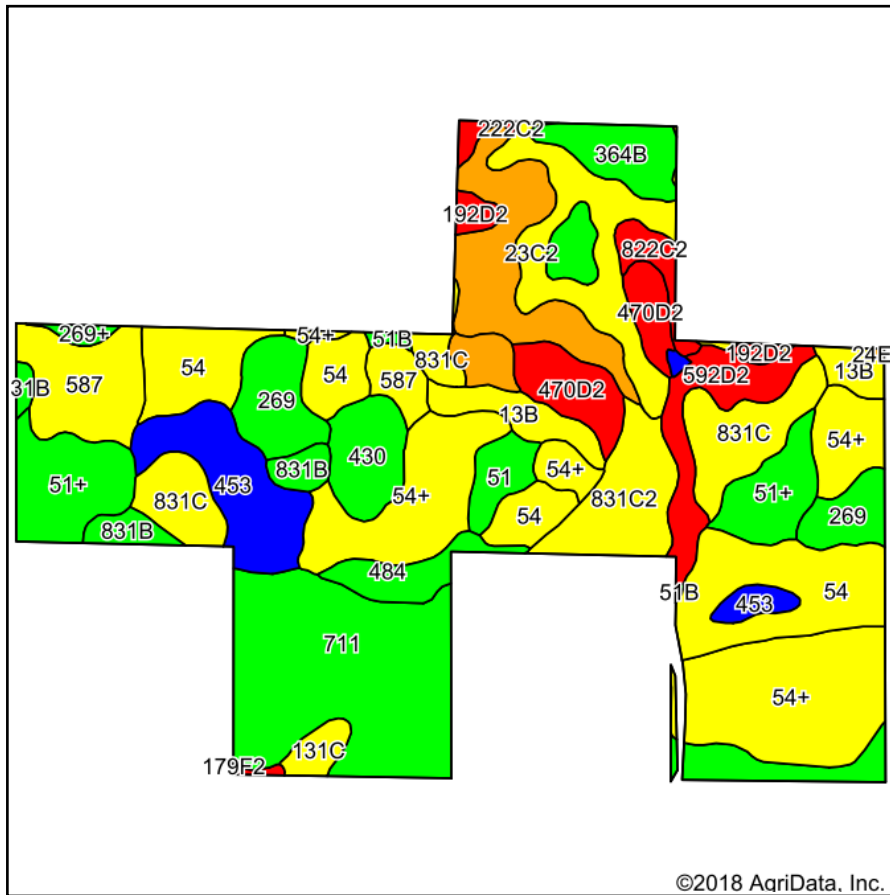 222C2
364B
192D2
23C2
822C2
470D2
269+
54+
51B
831C
192D2
24E
13B
592D2
31B
587
54
54
587
470D2
269
13B
831C
54+
51+
453
831B
430
54+
51
54+
831C
831C2
51+
269
831B
54
484
51B
453
54
711
54+
131C
179F2
©2018 AgriData, Inc.